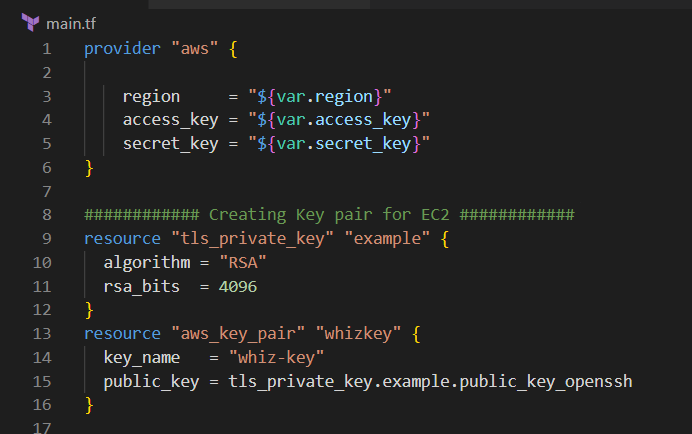 main.tf
1 provider "aws" {
2
3 region = "${var.region}"
4 access_key = "${var.access_key}"
5 secret_key = "${var.secret_key}"
6 }
7
8 ############ Creating Key pair for EC2 ############
9 resource "tls_private_key" "example" {
10 algorithm = "RSA"
11 rsa_bits = 4096
12 }
13 resource "aws_key_pair" "whizkey" {
14 key_name = "whiz-key"
15 public_key = tls_private_key.example.public_key_openssh
16 }
17